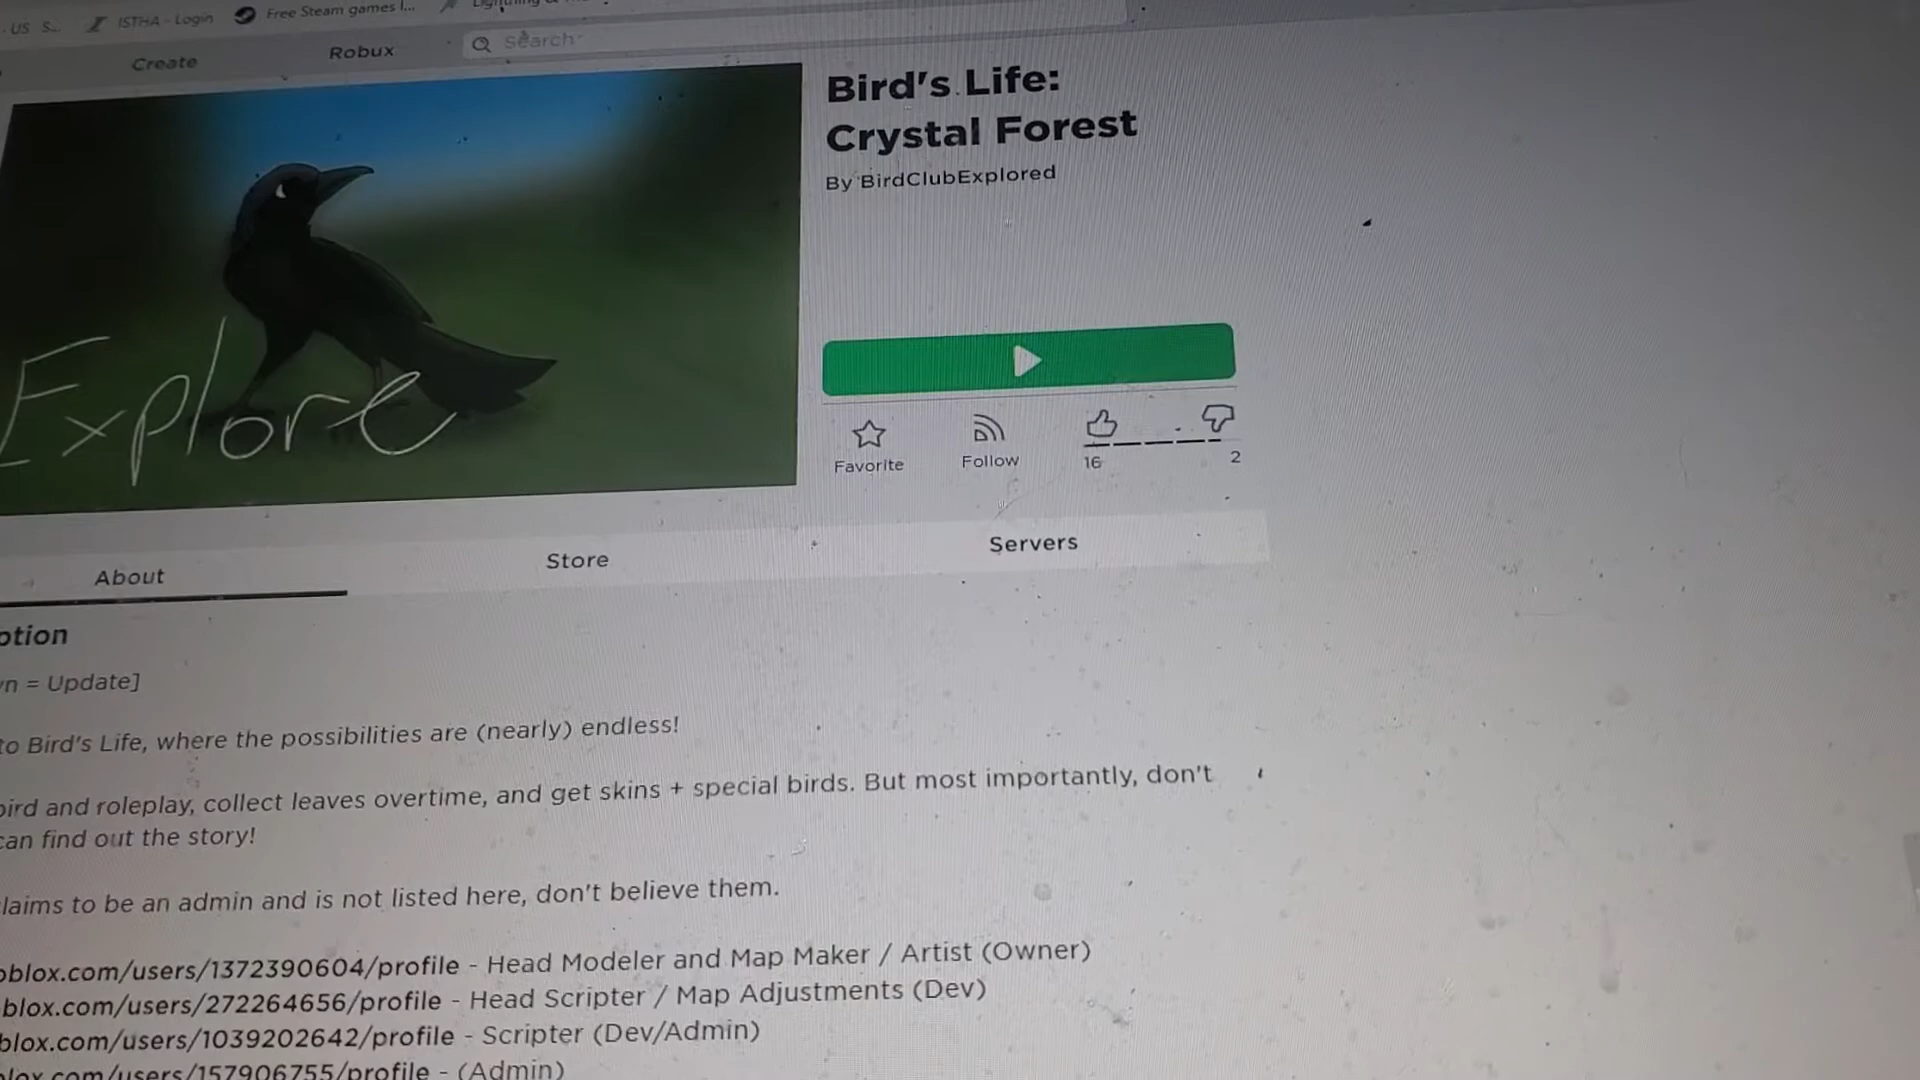 US S...
ISTHA - Login
Free Steam games l...
Create
Robux
Search
Bird's Life:
Crystal Forest
By BirdClubExplored
Explore
Favorite
Follow
16
2
About
Store
Servers
ption
vn = Update]
to Bird's Life, where the possibilities are (nearly) endless!
bird and roleplay, collect leaves overtime, and get skins + special birds. But most importantly, don't
can find out the story!
laims to be an admin and is not listed here, don't believe them.
oblox.com/users/1372390604/profile - Head Modeler and Map Maker / Artist (Owner)
blox.com/users/272264656/profile - Head Scripter / Map Adjustments (Dev)
blox.com/users/1039202642/profile - Scripter (Dev/Admin)
blox.com/users/157906755/profile - (Admin)